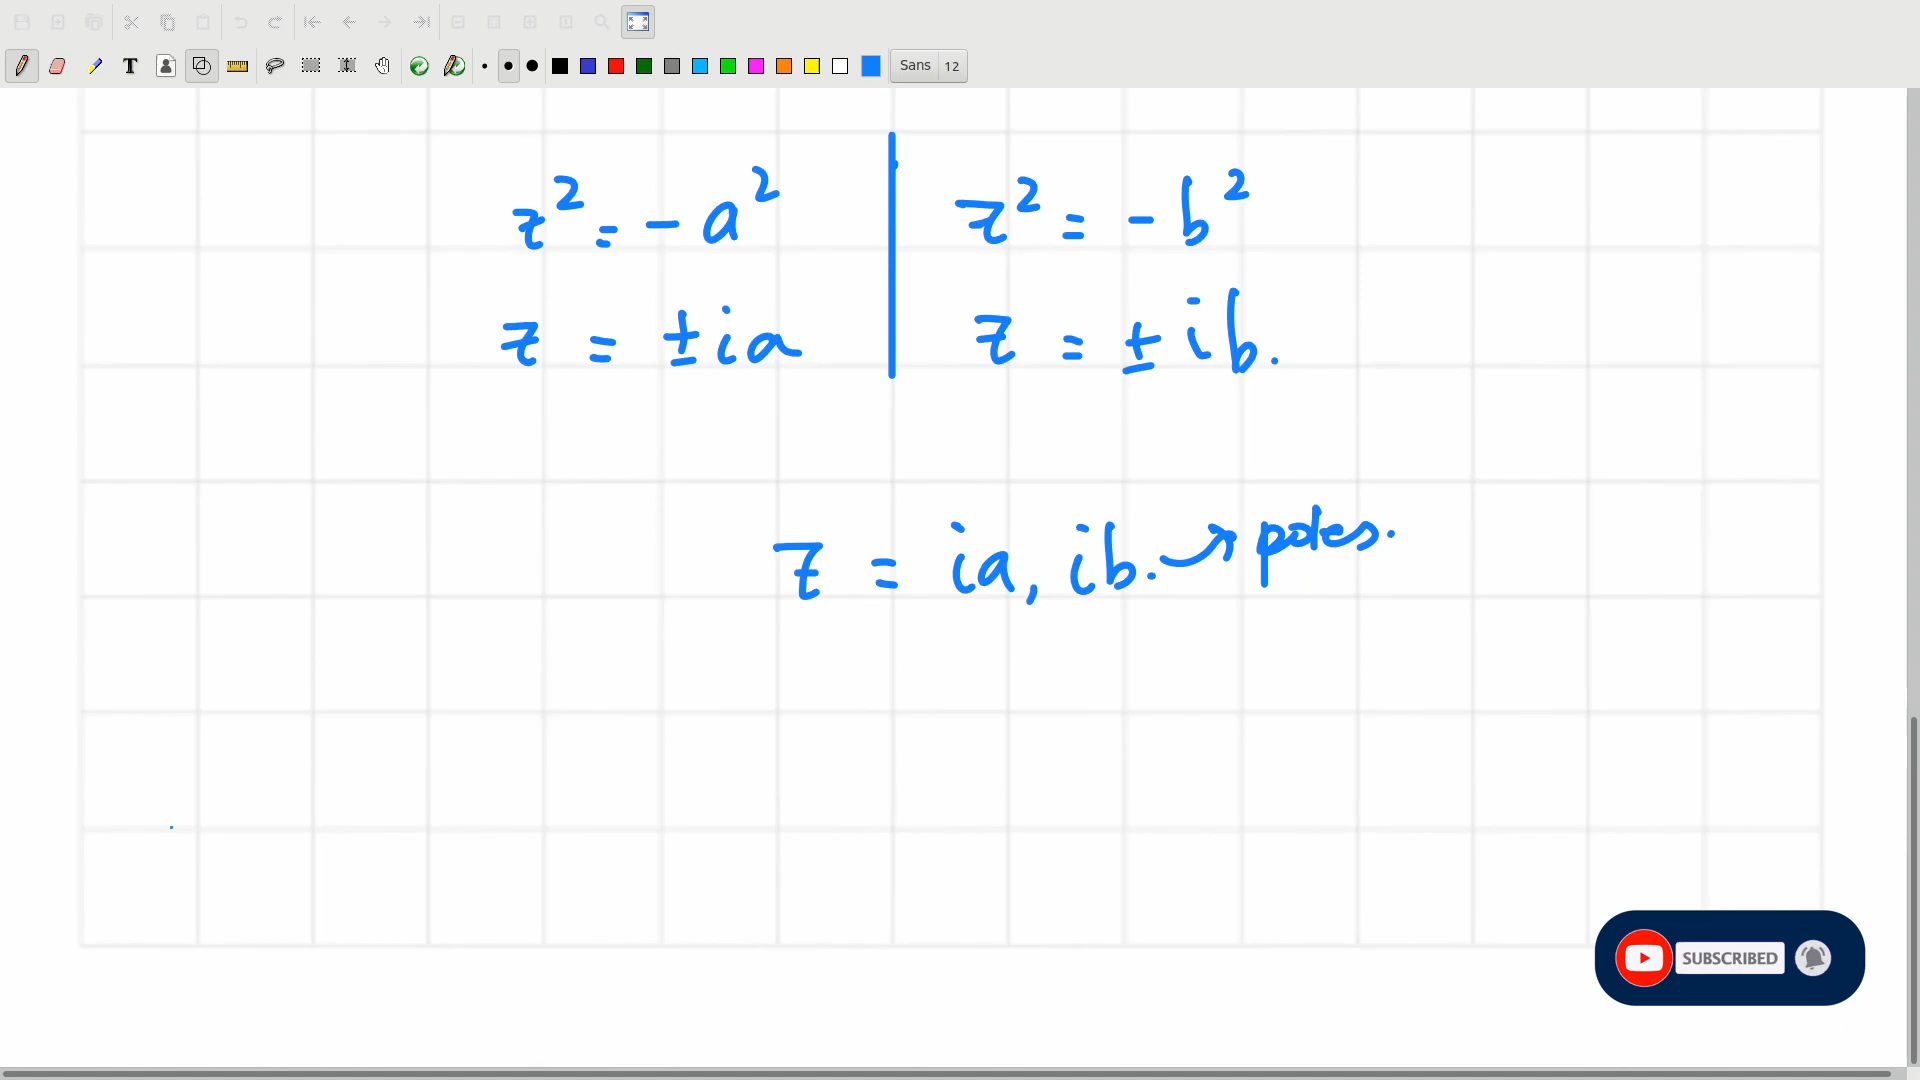 Sans 12
z² = - a²
z² = - b²
z = ± ia
z = ± ib.
z = ia, ib. → poles.
SUBSCRIBED